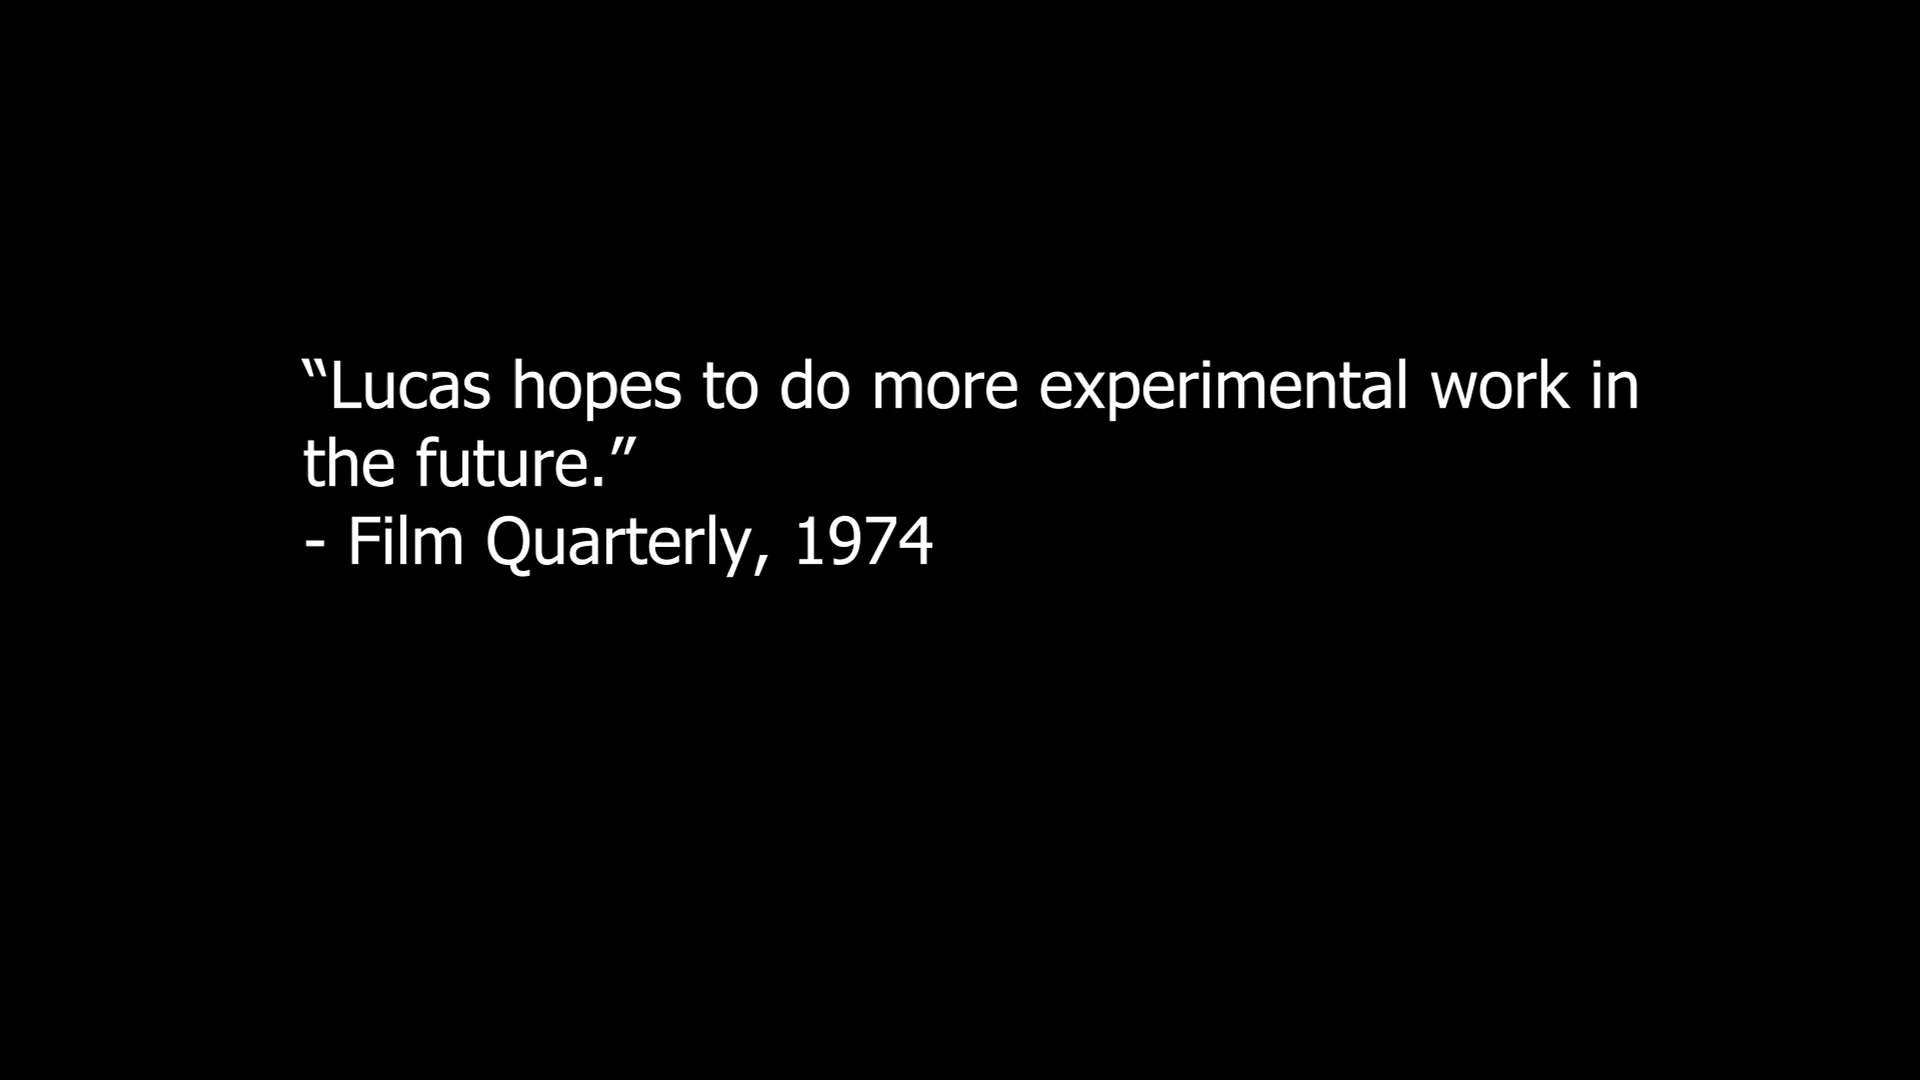 “Lucas hopes to do more experimental work in
the future.”
- Film Quarterly, 1974